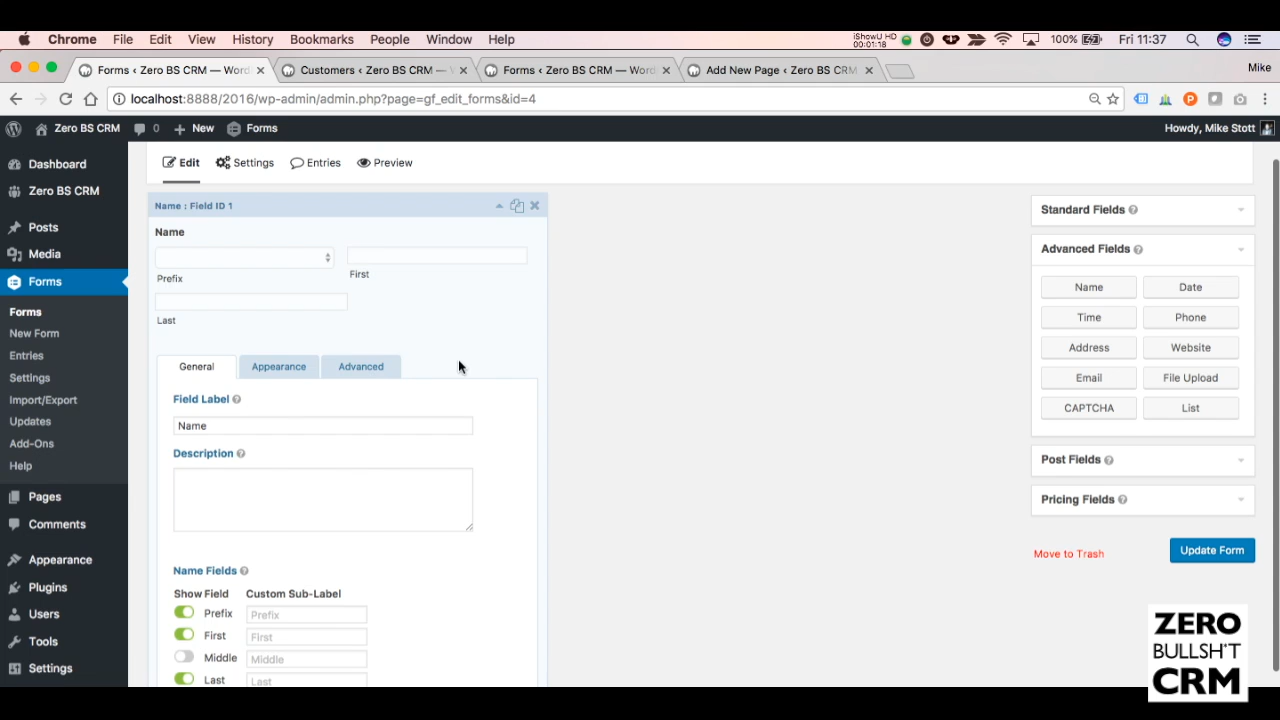 Chrome File Edit View History Bookmarks People Window Help iShowU HD 00:01:18 100% Fri 11:37
Forms ‹ Zero BS CRM — Word Customers ‹ Zero BS CRM — Forms ‹ Zero BS CRM — Word Add New Page ‹ Zero BS CRM Mike
localhost:8888/2016/wp-admin/admin.php?page=gf_edit_forms&id=4
Zero BS CRM 0 New Forms Howdy, Mike Stott
Dashboard
Zero BS CRM
Posts
Media
Forms
Forms
New Form
Entries
Settings
Import/Export
Updates
Add-Ons
Help
Pages
Comments
Appearance
Plugins
Users
Tools
Settings
Edit Settings Entries Preview
Name : Field ID 1
Name
Prefix First
Last
General Appearance Advanced
Field Label
Name
Description
Name Fields
Show Field Custom Sub-Label
Prefix Prefix
First First
Middle Middle
Last Last
Standard Fields
Advanced Fields
Name Date
Time Phone
Address Website
Email File Upload
CAPTCHA List
Post Fields
Pricing Fields
Move to Trash Update Form
ZERO
BULLSH*T
CRM